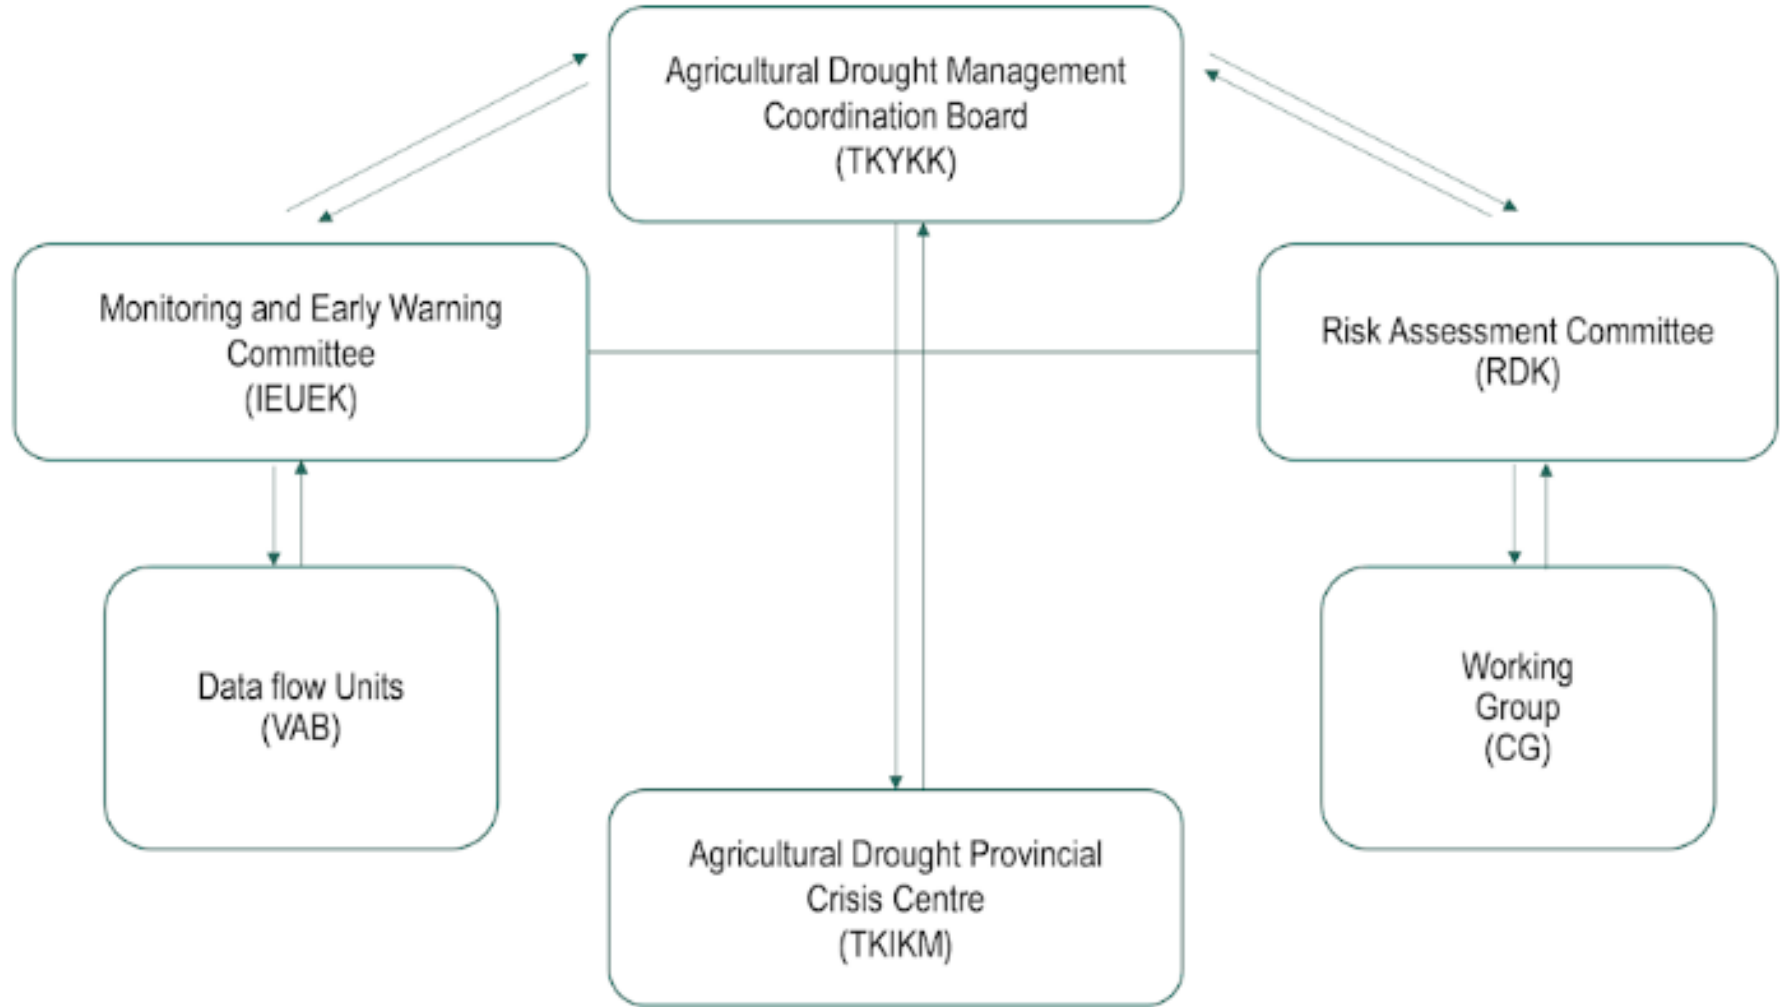 Agricultural Drought Management
Coordination Board
(TKYKK)
Monitoring and Early Warning
Committee
(IEUEK)
Risk Assessment Committee
(RDK)
Data flow Units
(VAB)
Working
Group
(CG)
Agricultural Drought Provincial
Crisis Centre
(TKIKM)